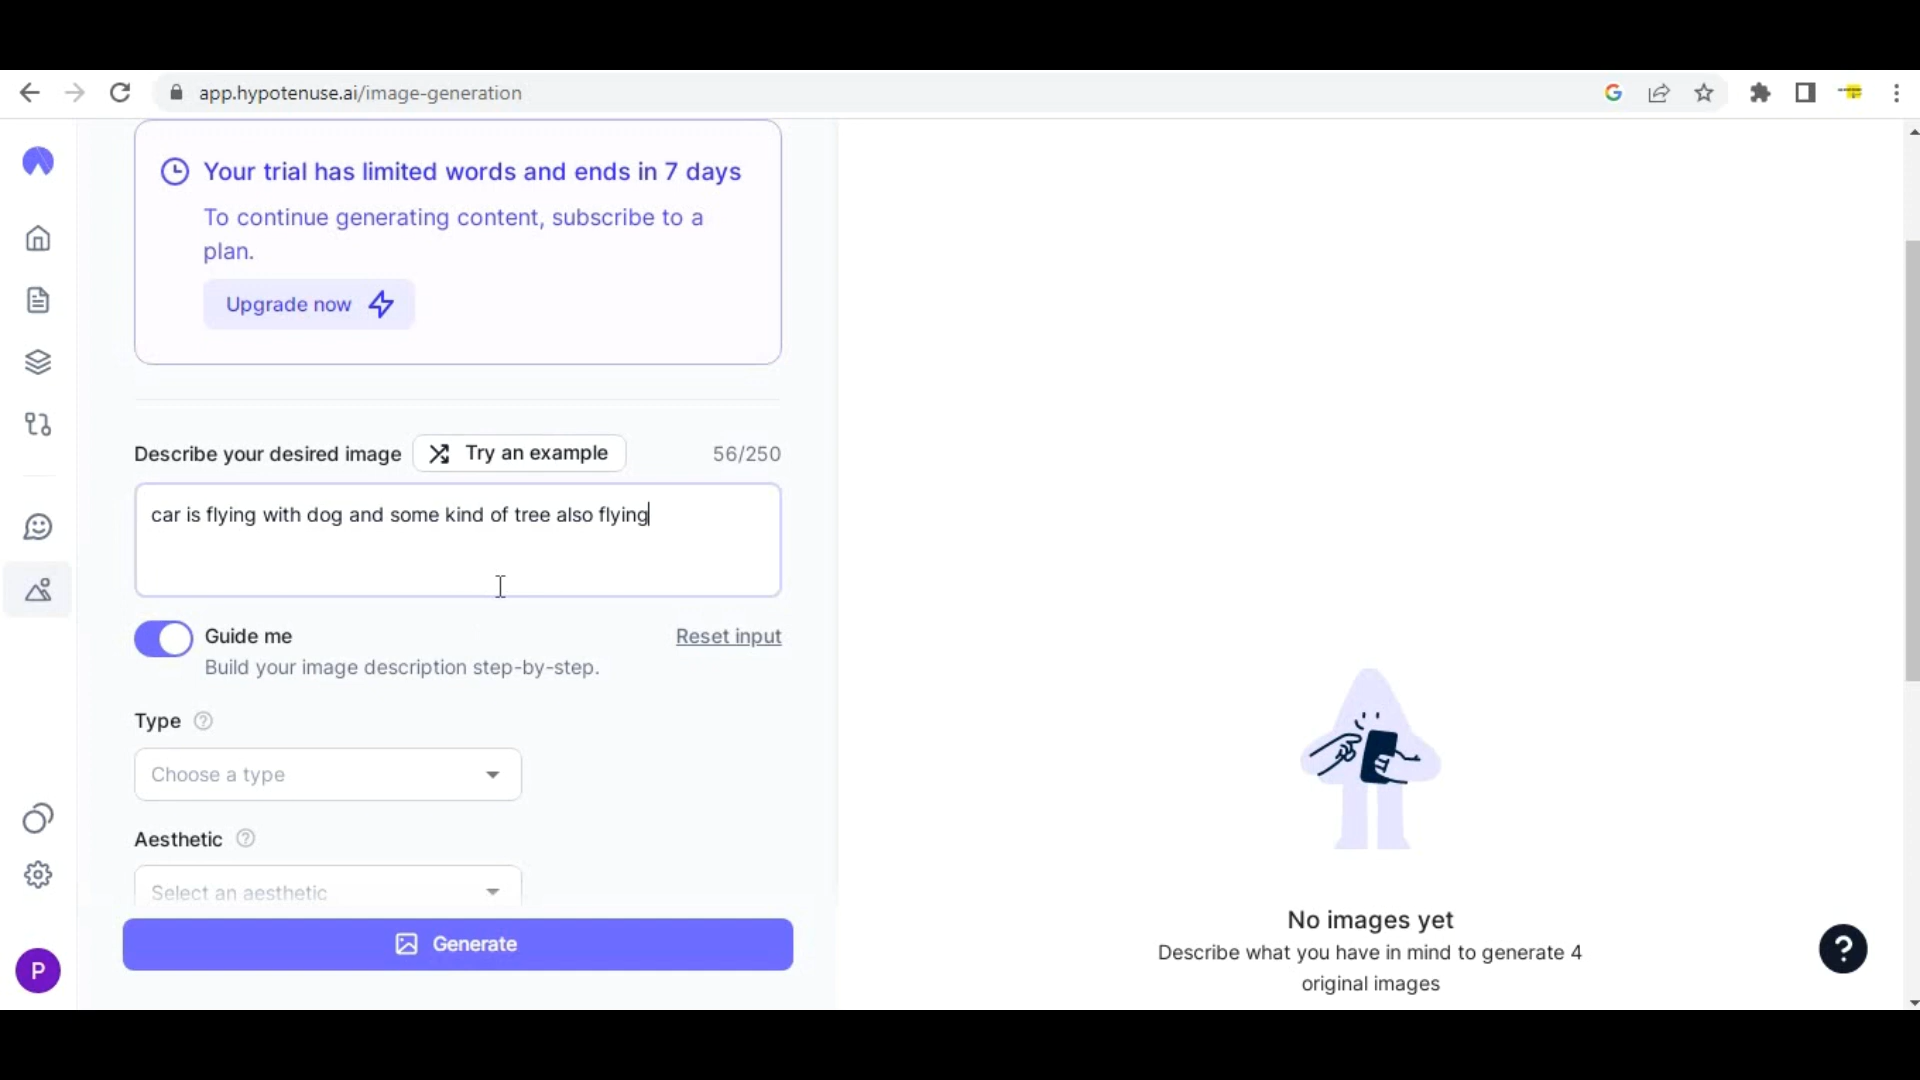 app.hypotenuse.ai/image-generation
Your trial has limited words and ends in 7 days
To continue generating content, subscribe to a
plan.
Upgrade now
Describe your desired image
Try an example
56/250
car is flying with dog and some kind of tree also flying
Guide me
Reset input
Build your image description step-by-step.
Type
Choose a type
Aesthetic
Select an aesthetic
Generate
P
No images yet
Describe what you have in mind to generate 4
original images